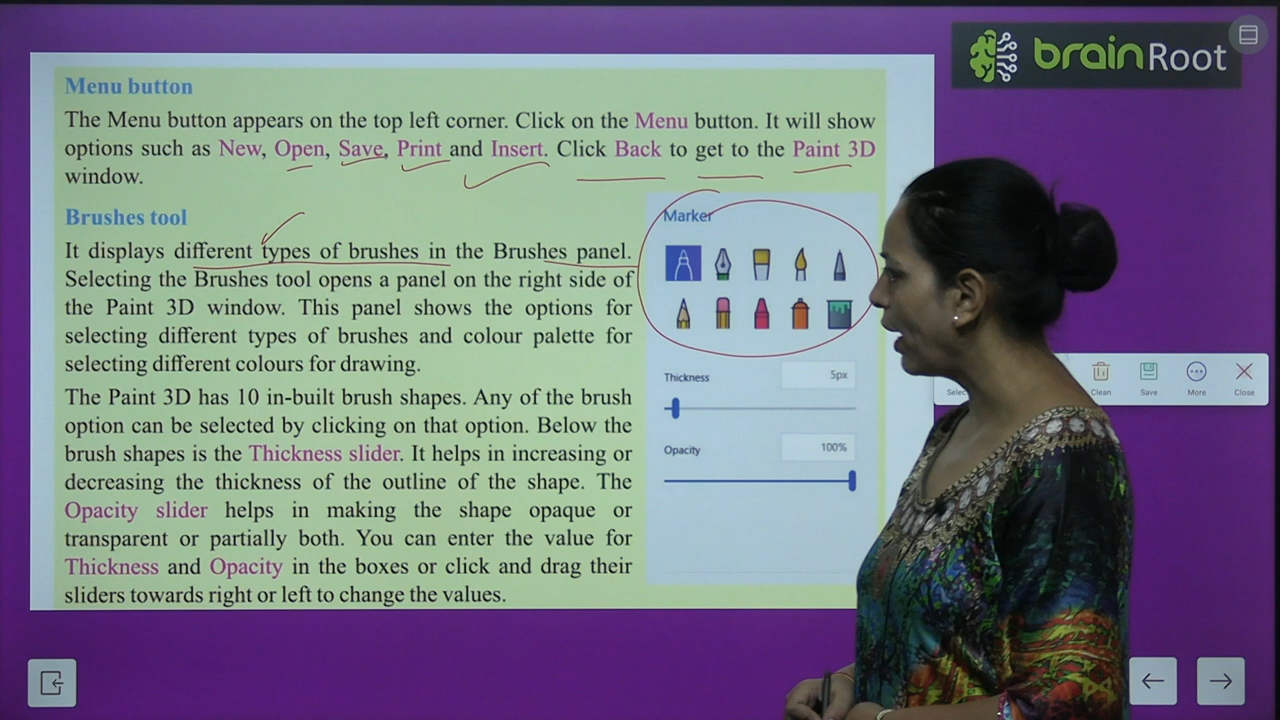 brainRoot
Menu button
The Menu button appears on the top left corner. Click on the Menu button. It will show
options such as New, Open, Save, Print and Insert. Click Back to get to the Paint 3D
window.
Brushes tool
It displays different types of brushes in the Brushes panel.
Selecting the Brushes tool opens a panel on the right side of
the Paint 3D window. This panel shows the options for
selecting different types of brushes and colour palette for
selecting different colours for drawing.
The Paint 3D has 10 in-built brush shapes. Any of the brush
option can be selected by clicking on that option. Below the
brush shapes is the Thickness slider. It helps in increasing or
decreasing the thickness of the outline of the shape. The
Opacity slider helps in making the shape opaque or
transparent or partially both. You can enter the value for
Thickness and Opacity in the boxes or click and drag their
sliders towards right or left to change the values.
Marker
Thickness 5px
Opacity 100%
Clean Save More Close